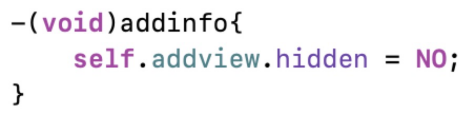 -(void)addinfo{
    self.addview.hidden = NO;
}